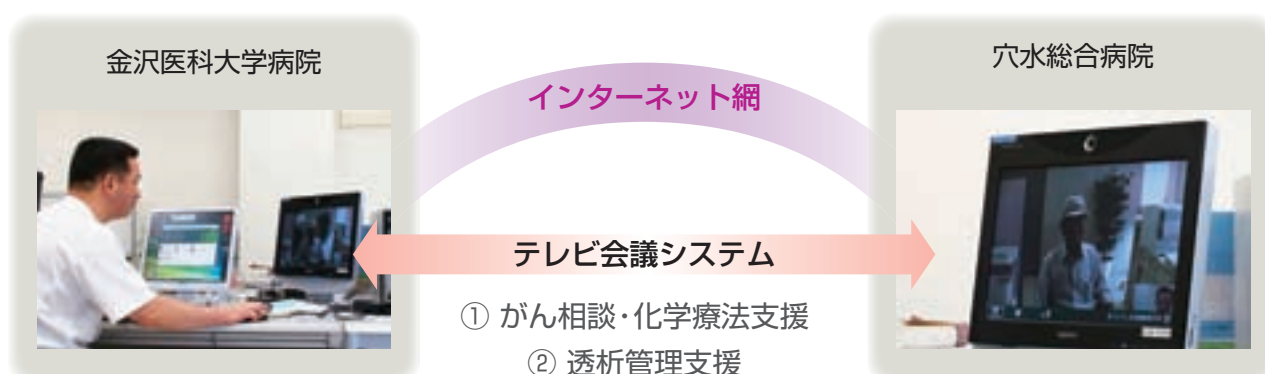 金沢医科大学病院
穴水総合病院
インターネット網
テレビ会議システム
① がん相談・化学療法支援
② 透析管理支援